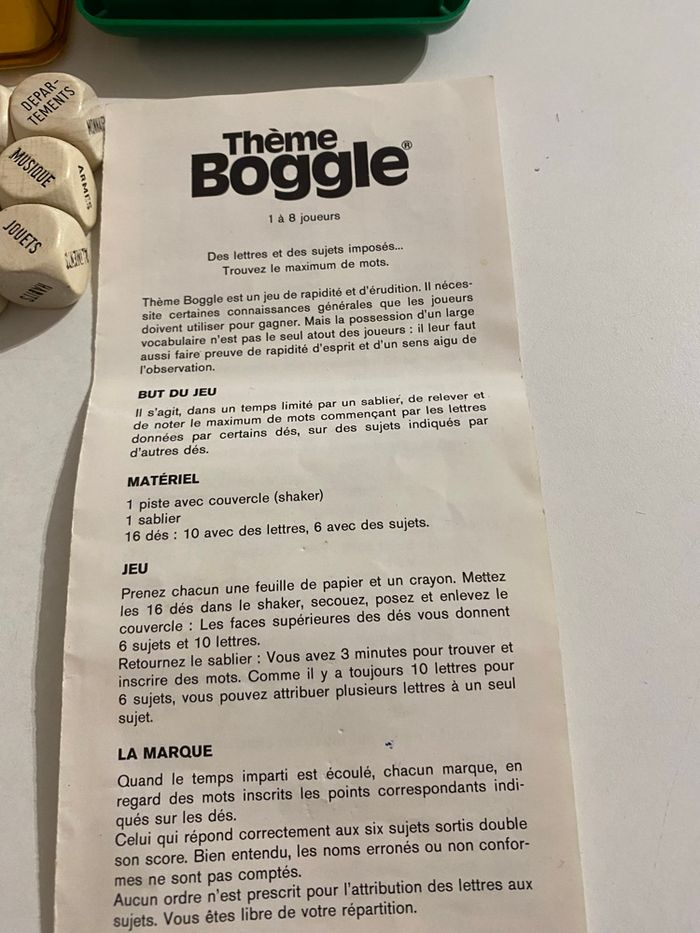 DEPAR-
TEMENTS
MUSIQUE
ARMES
JOUETS
HAVTS
Thème
Boggle®
1 à 8 joueurs
Des lettres et des sujets imposés...
Trouvez le maximum de mots.
Thème Boggle est un jeu de rapidité et d'érudition. Il néces-
site certaines connaissances générales que les joueurs
doivent utiliser pour gagner. Mais la possession d'un large
vocabulaire n'est pas le seul atout des joueurs : il leur faut
aussi faire preuve de rapidité d'esprit et d'un sens aigu de
l'observation.
BUT DU JEU
Il s'agit, dans un temps limité par un sablier, de relever et
de noter le maximum de mots commençant par les lettres
données par certains dés, sur des sujets indiqués par
d'autres dés.
MATÉRIEL
1 piste avec couvercle (shaker)
1 sablier
16 dés : 10 avec des lettres, 6 avec des sujets.
JEU
Prenez chacun une feuille de papier et un crayon. Mettez
les 16 dés dans le shaker, secouez, posez et enlevez le
couvercle : Les faces supérieures des dés vous donnent
6 sujets et 10 lettres.
Retournez le sablier : Vous avez 3 minutes pour trouver et
inscrire des mots. Comme il y a toujours 10 lettres pour
6 sujets, vous pouvez attribuer plusieurs lettres à un seul
sujet.
LA MARQUE
Quand le temps imparti est écoulé, chacun marque, en
regard des mots inscrits les points correspondants indi-
qués sur les dés.
Celui qui répond correctement aux six sujets sortis double
son score. Bien entendu, les noms erronés ou non confor-
mes ne sont pas comptés.
Aucun ordre n'est prescrit pour l'attribution des lettres aux
sujets. Vous êtes libre de votre répartition.